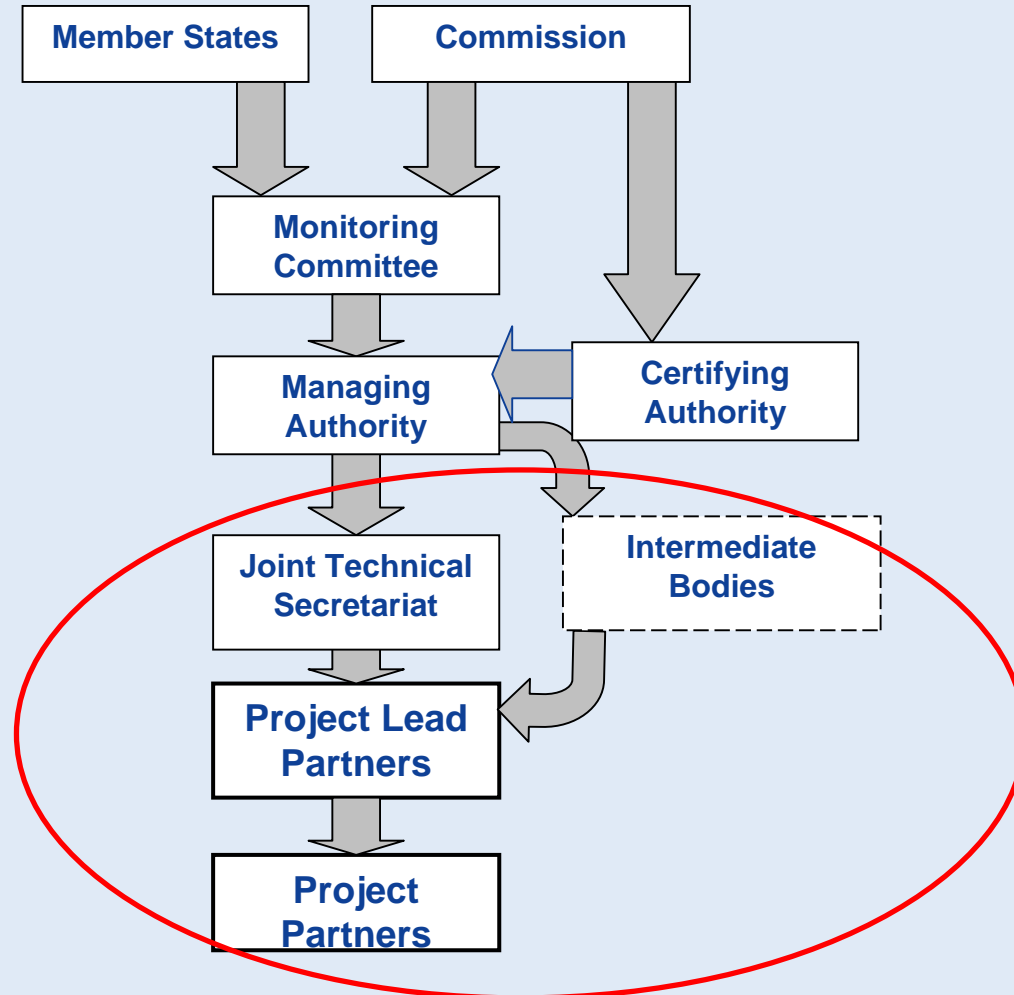 Member States
Commission
Monitoring
Committee
Managing
Authority
Certifying
Authority
Joint Technical
Secretariat
Intermediate
Bodies
Project Lead
Partners
Project
Partners